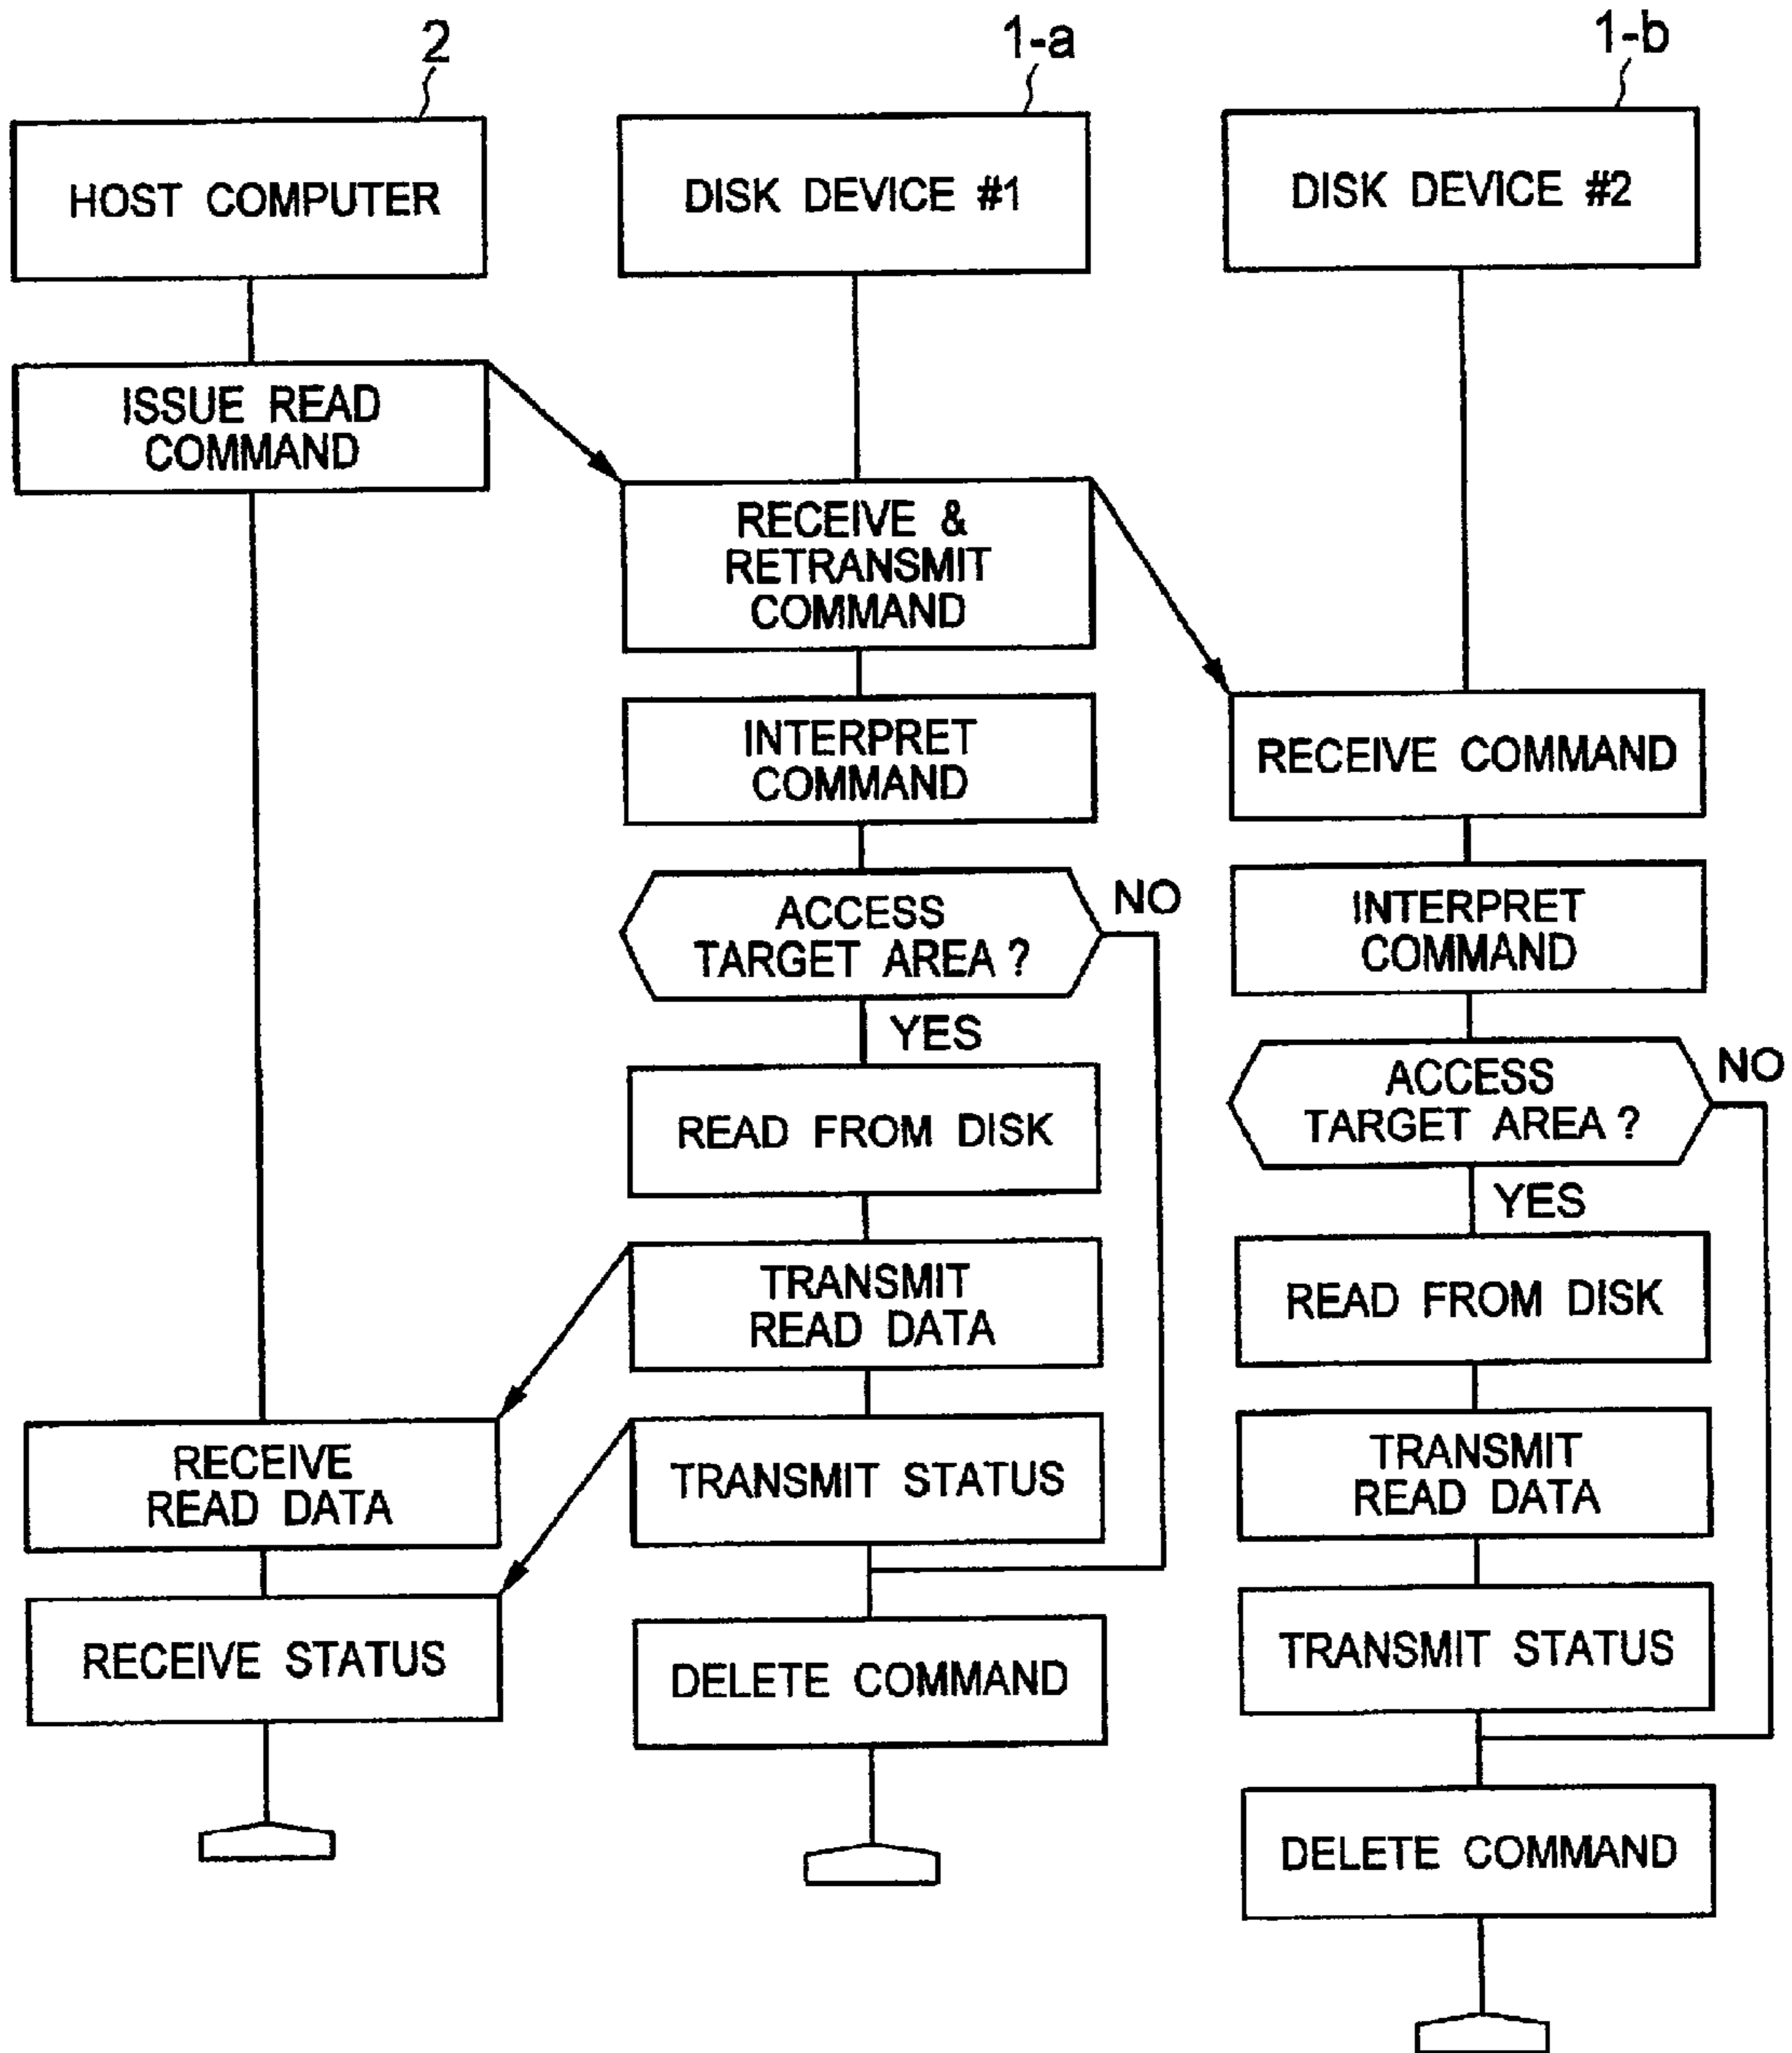 2
1-a
1-b
HOST COMPUTER
DISK DEVICE #1
DISK DEVICE #2
ISSUE READ
COMMAND
RECEIVE &
RETRANSMIT
COMMAND
INTERPRET
COMMAND
RECEIVE COMMAND
ACCESS
TARGET AREA ?
NO
YES
INTERPRET
COMMAND
READ FROM DISK
ACCESS
TARGET AREA ?
NO
YES
TRANSMIT
READ DATA
READ FROM DISK
RECEIVE
READ DATA
TRANSMIT STATUS
TRANSMIT
READ DATA
RECEIVE STATUS
DELETE COMMAND
TRANSMIT STATUS
DELETE COMMAND